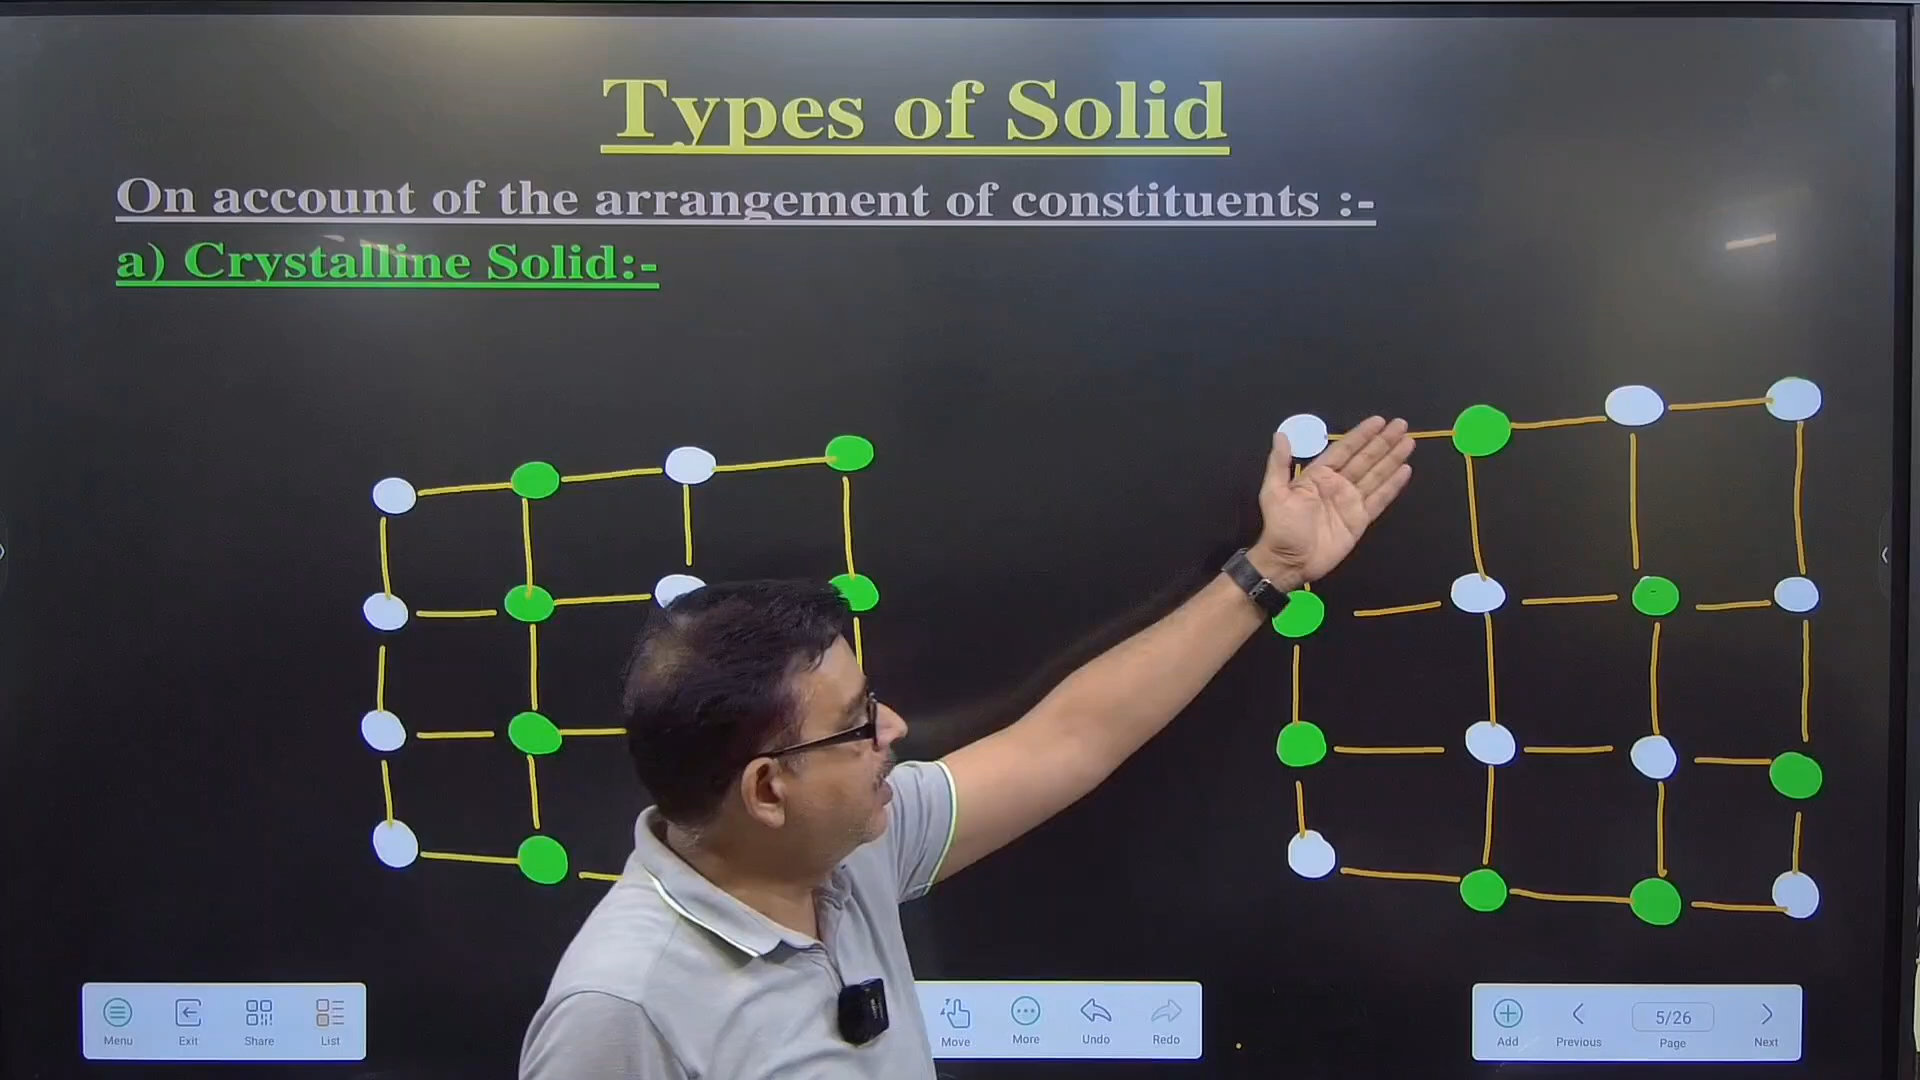 Types of Solid
On account of the arrangement of constituents :-
a) Crystalline Solid:-
Menu Exit Share List
Move More Undo Redo
Add Previous 5/26 Page Next